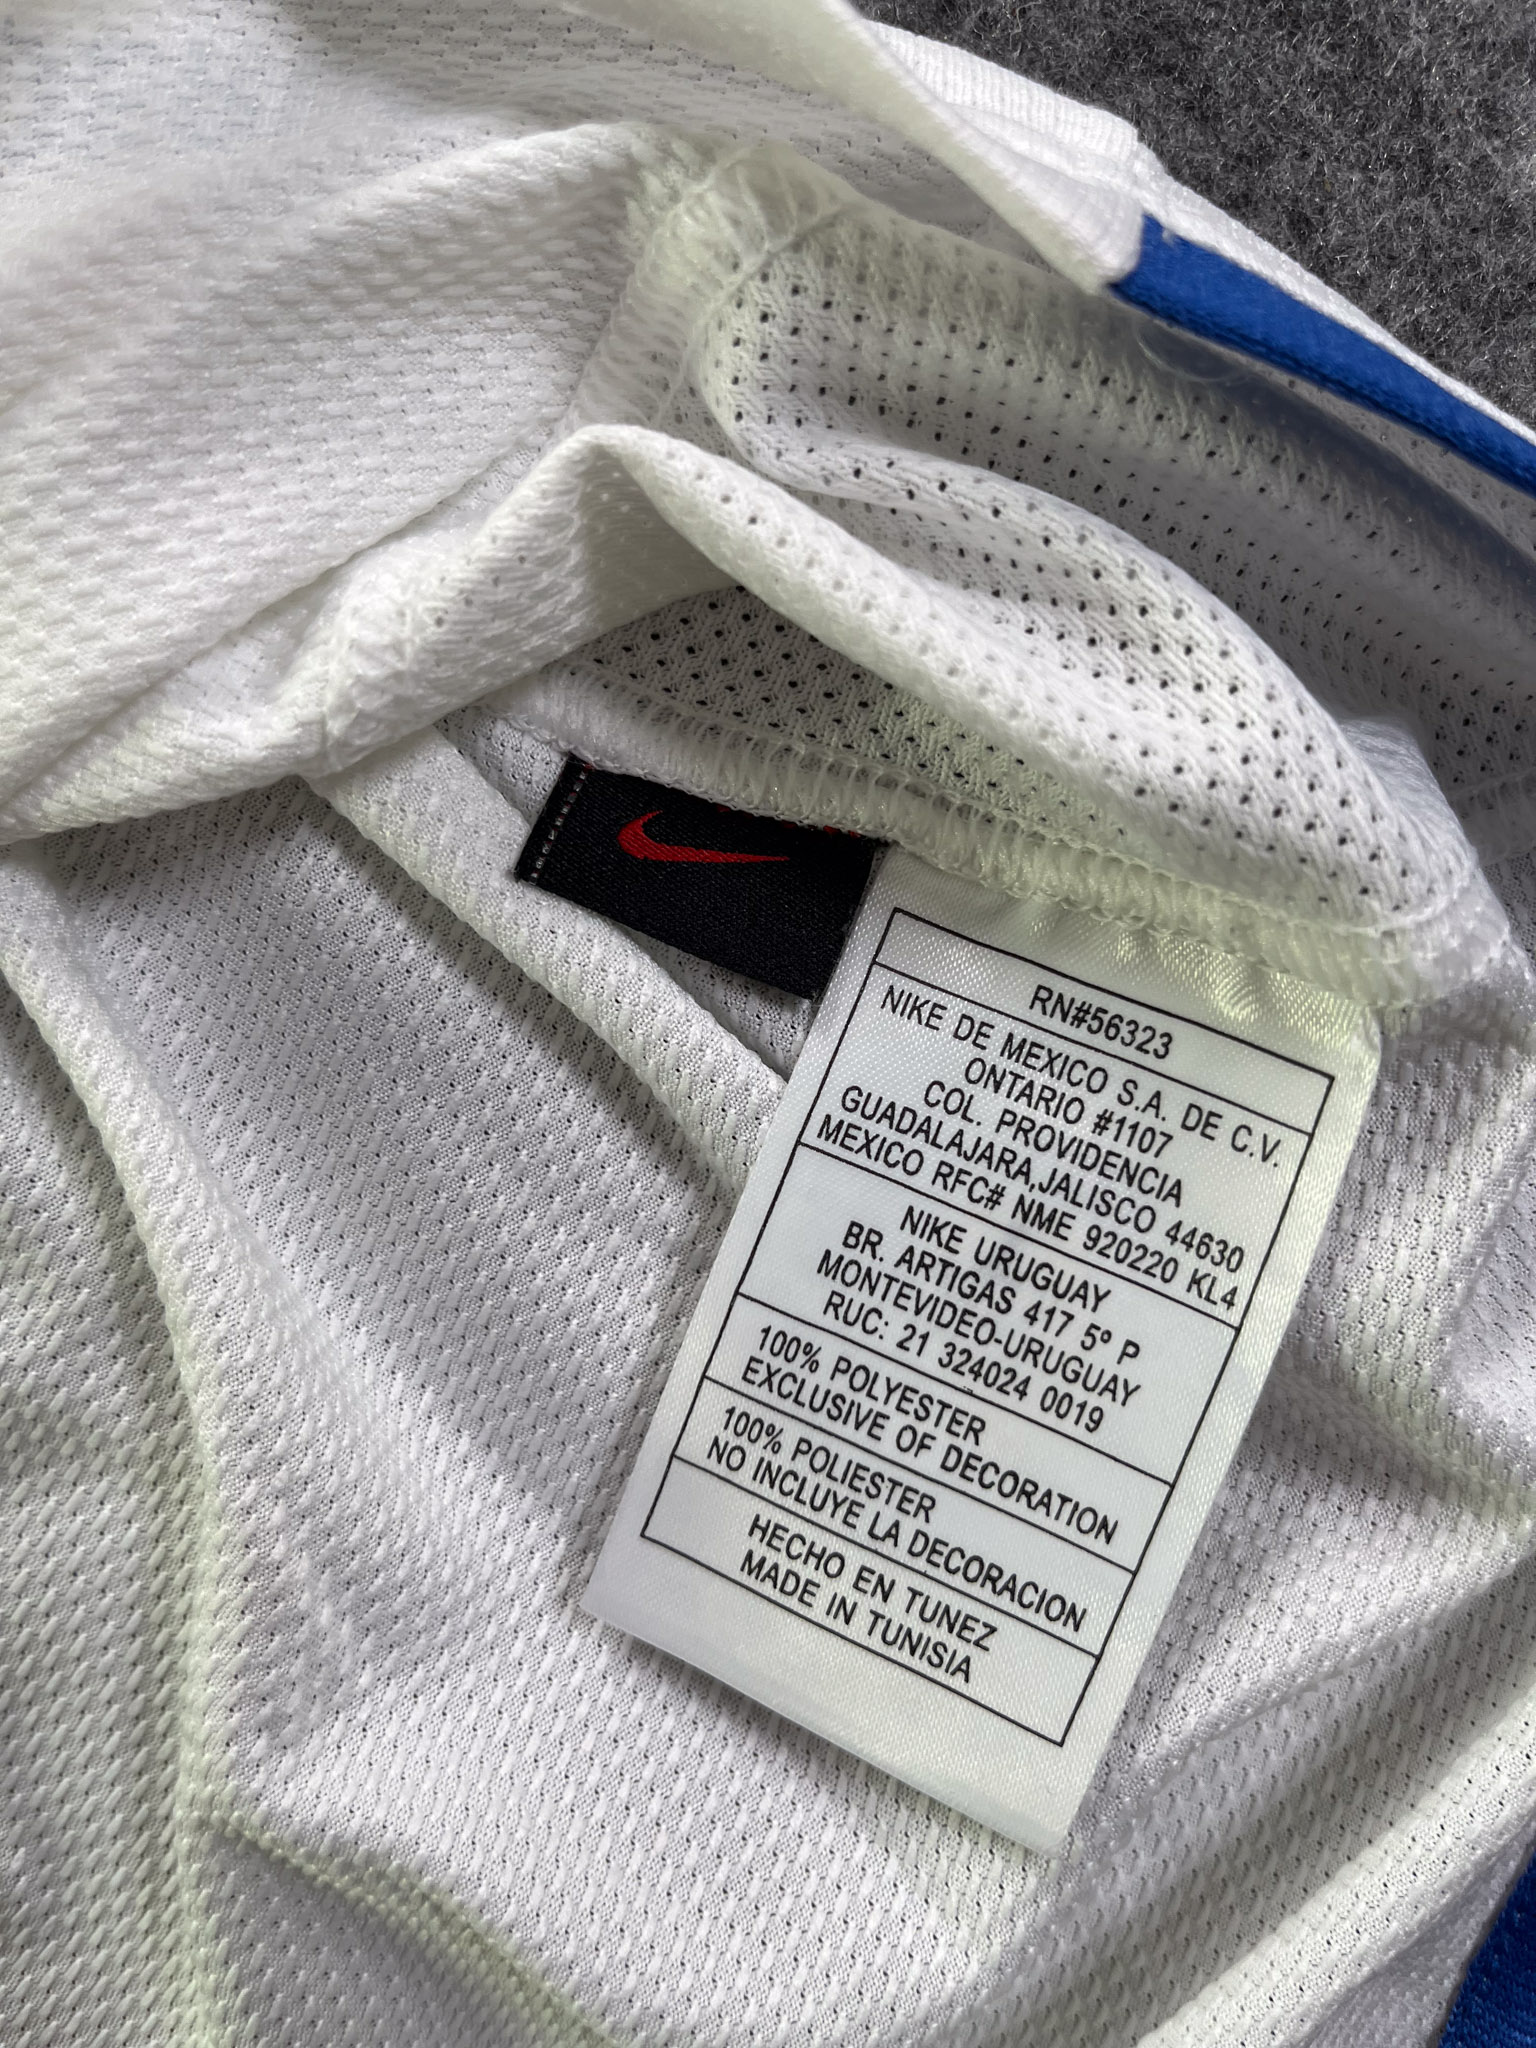 RN#56323
NIKE DE MEXICO S.A. DE C.V.
ONTARIO #1107
COL. PROVIDENCIA
GUADALAJARA,JALISCO 44630
MEXICO RFC# NME 920220 KL4
NIKE URUGUAY
BR. ARTIGAS 417 5º P
MONTEVIDEO-URUGUAY
RUC: 21 324024 0019
100% POLYESTER
EXCLUSIVE OF DECORATION
100% POLIESTER
NO INCLUYE LA DECORACION
HECHO EN TUNEZ
MADE IN TUNISIA